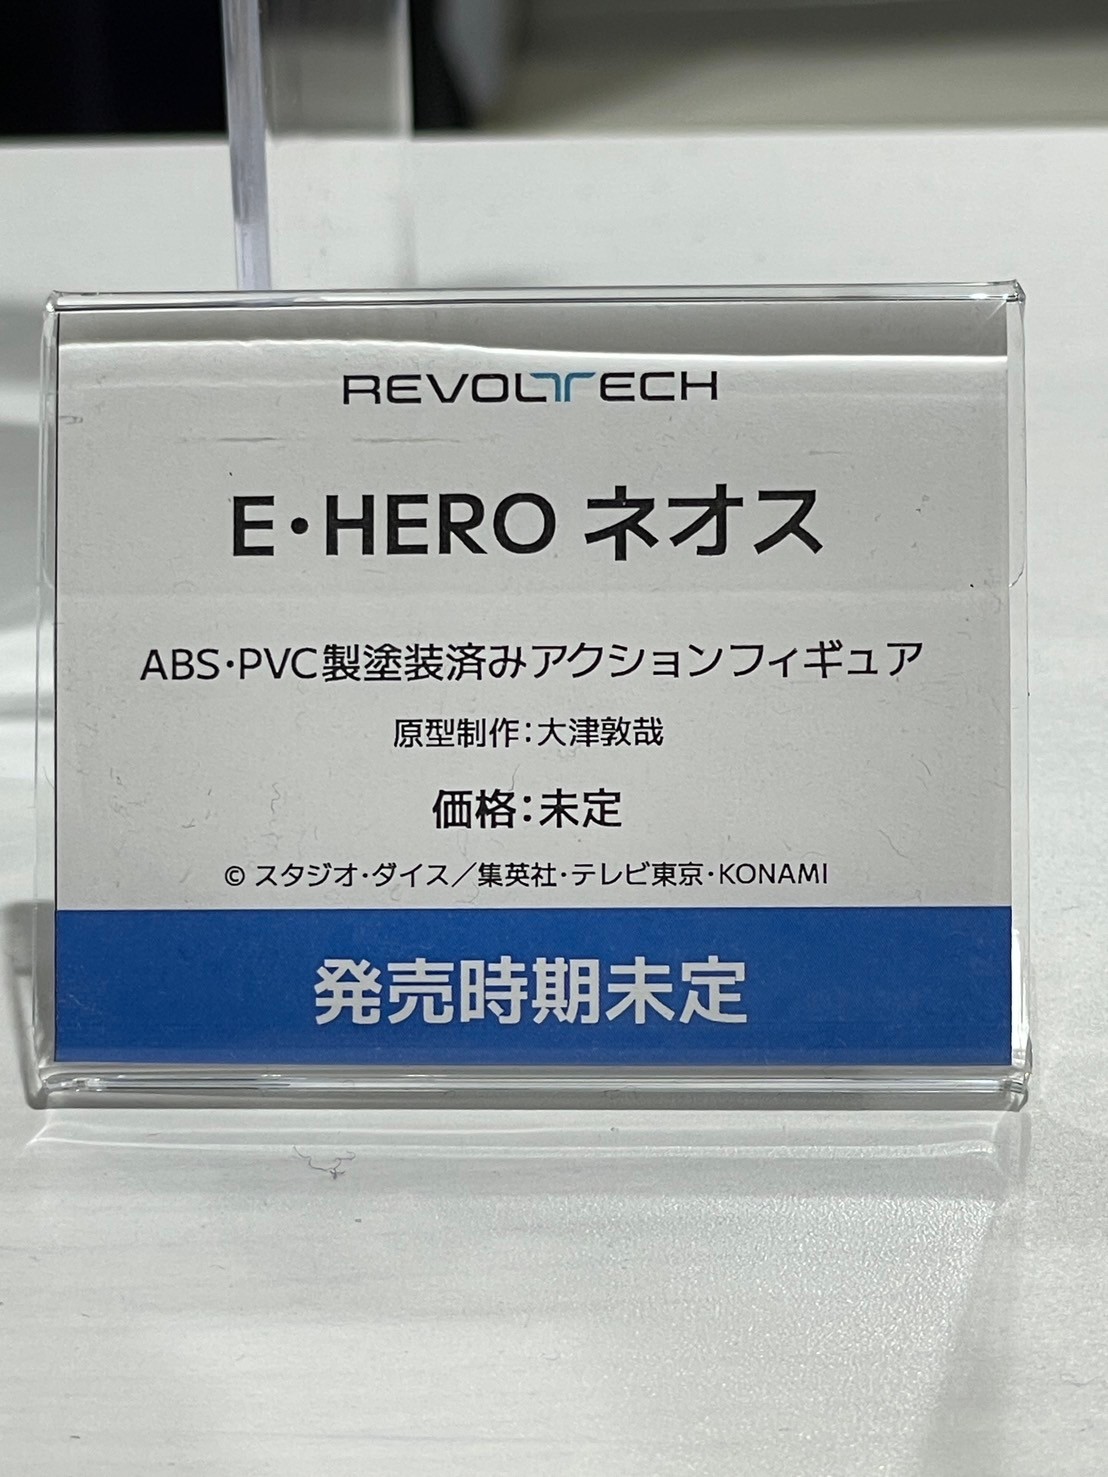 REVOLTECH
E・HERO ネオス
ABS・PVC製塗装済みアクションフィギュア
原型制作：大津敦哉
価格：未定
© スタジオ・ダイス／集英社・テレビ東京・KONAMI
発売時期未定